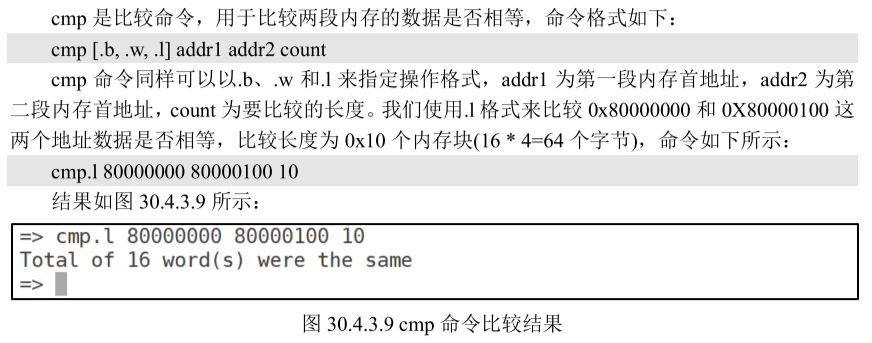 cmp 是比较命令，用于比较两段内存的数据是否相等，命令格式如下：
cmp [.b, .w, .l] addr1 addr2 count
cmp 命令同样可以以.b、.w 和.l 来指定操作格式，addr1 为第一段内存首地址，addr2 为第
二段内存首地址，count 为要比较的长度。我们使用.l 格式来比较 0x80000000 和 0X80000100 这
两个地址数据是否相等，比较长度为 0x10 个内存块(16 * 4=64 个字节)，命令如下所示：
cmp.l 80000000 80000100 10
结果如图 30.4.3.9 所示：
=> cmp.l 80000000 80000100 10
Total of 16 word(s) were the same
=>
图 30.4.3.9 cmp 命令比较结果